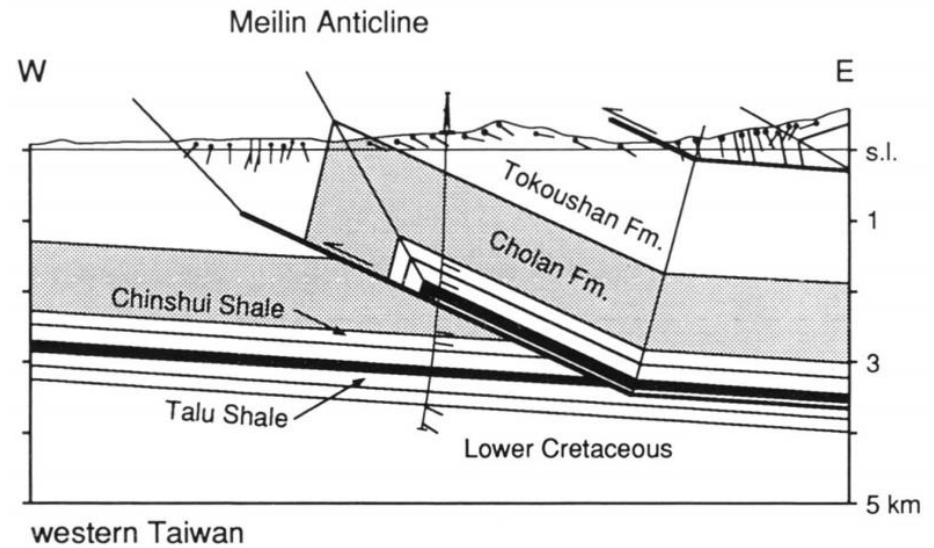 Meilin Anticline
W
E
s.l.
Tokoushan Fm.
1
Cholan Fm.
Chinshui Shale
3
Talu Shale
Lower Cretaceous
5 km
western Taiwan